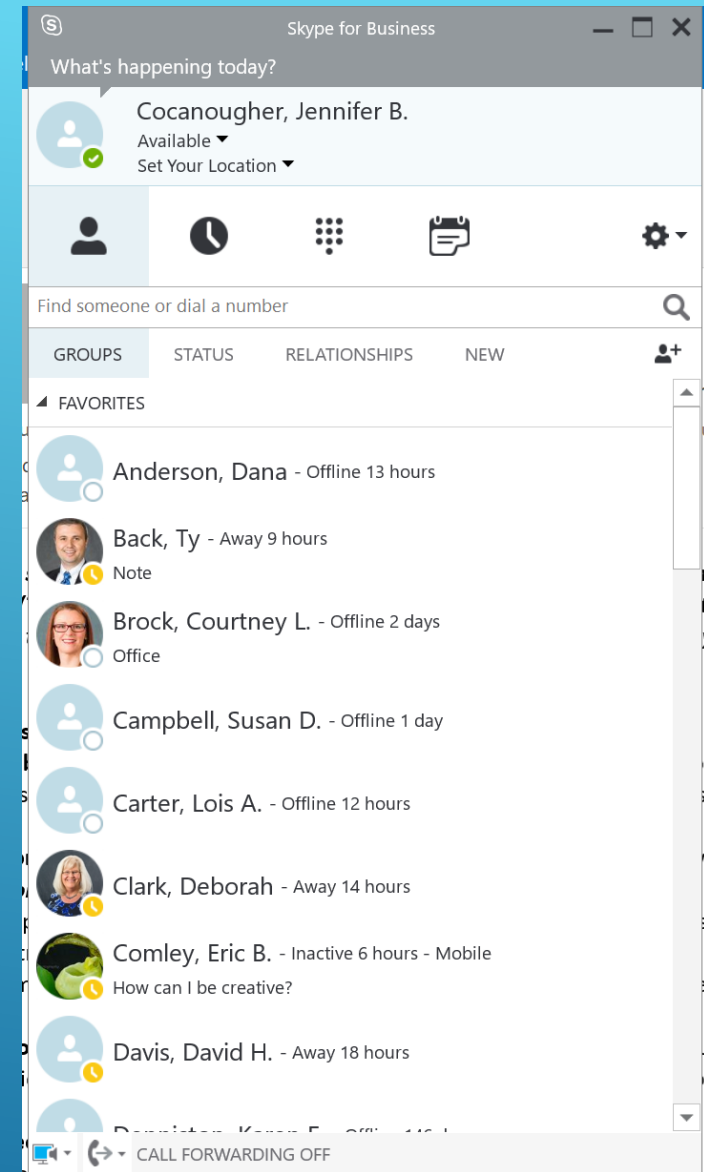 Skype for Business
What's happening today?
Cocanougher, Jennifer B.
Available
Set Your Location
Find someone or dial a number
GROUPS STATUS RELATIONSHIPS NEW
FAVORITES
Anderson, Dana - Offline 13 hours
Back, Ty - Away 9 hours
Note
Brock, Courtney L. - Offline 2 days
Office
Campbell, Susan D. - Offline 1 day
Carter, Lois A. - Offline 12 hours
Clark, Deborah - Away 14 hours
Comley, Eric B. - Inactive 6 hours - Mobile
How can I be creative?
Davis, David H. - Away 18 hours
CALL FORWARDING OFF